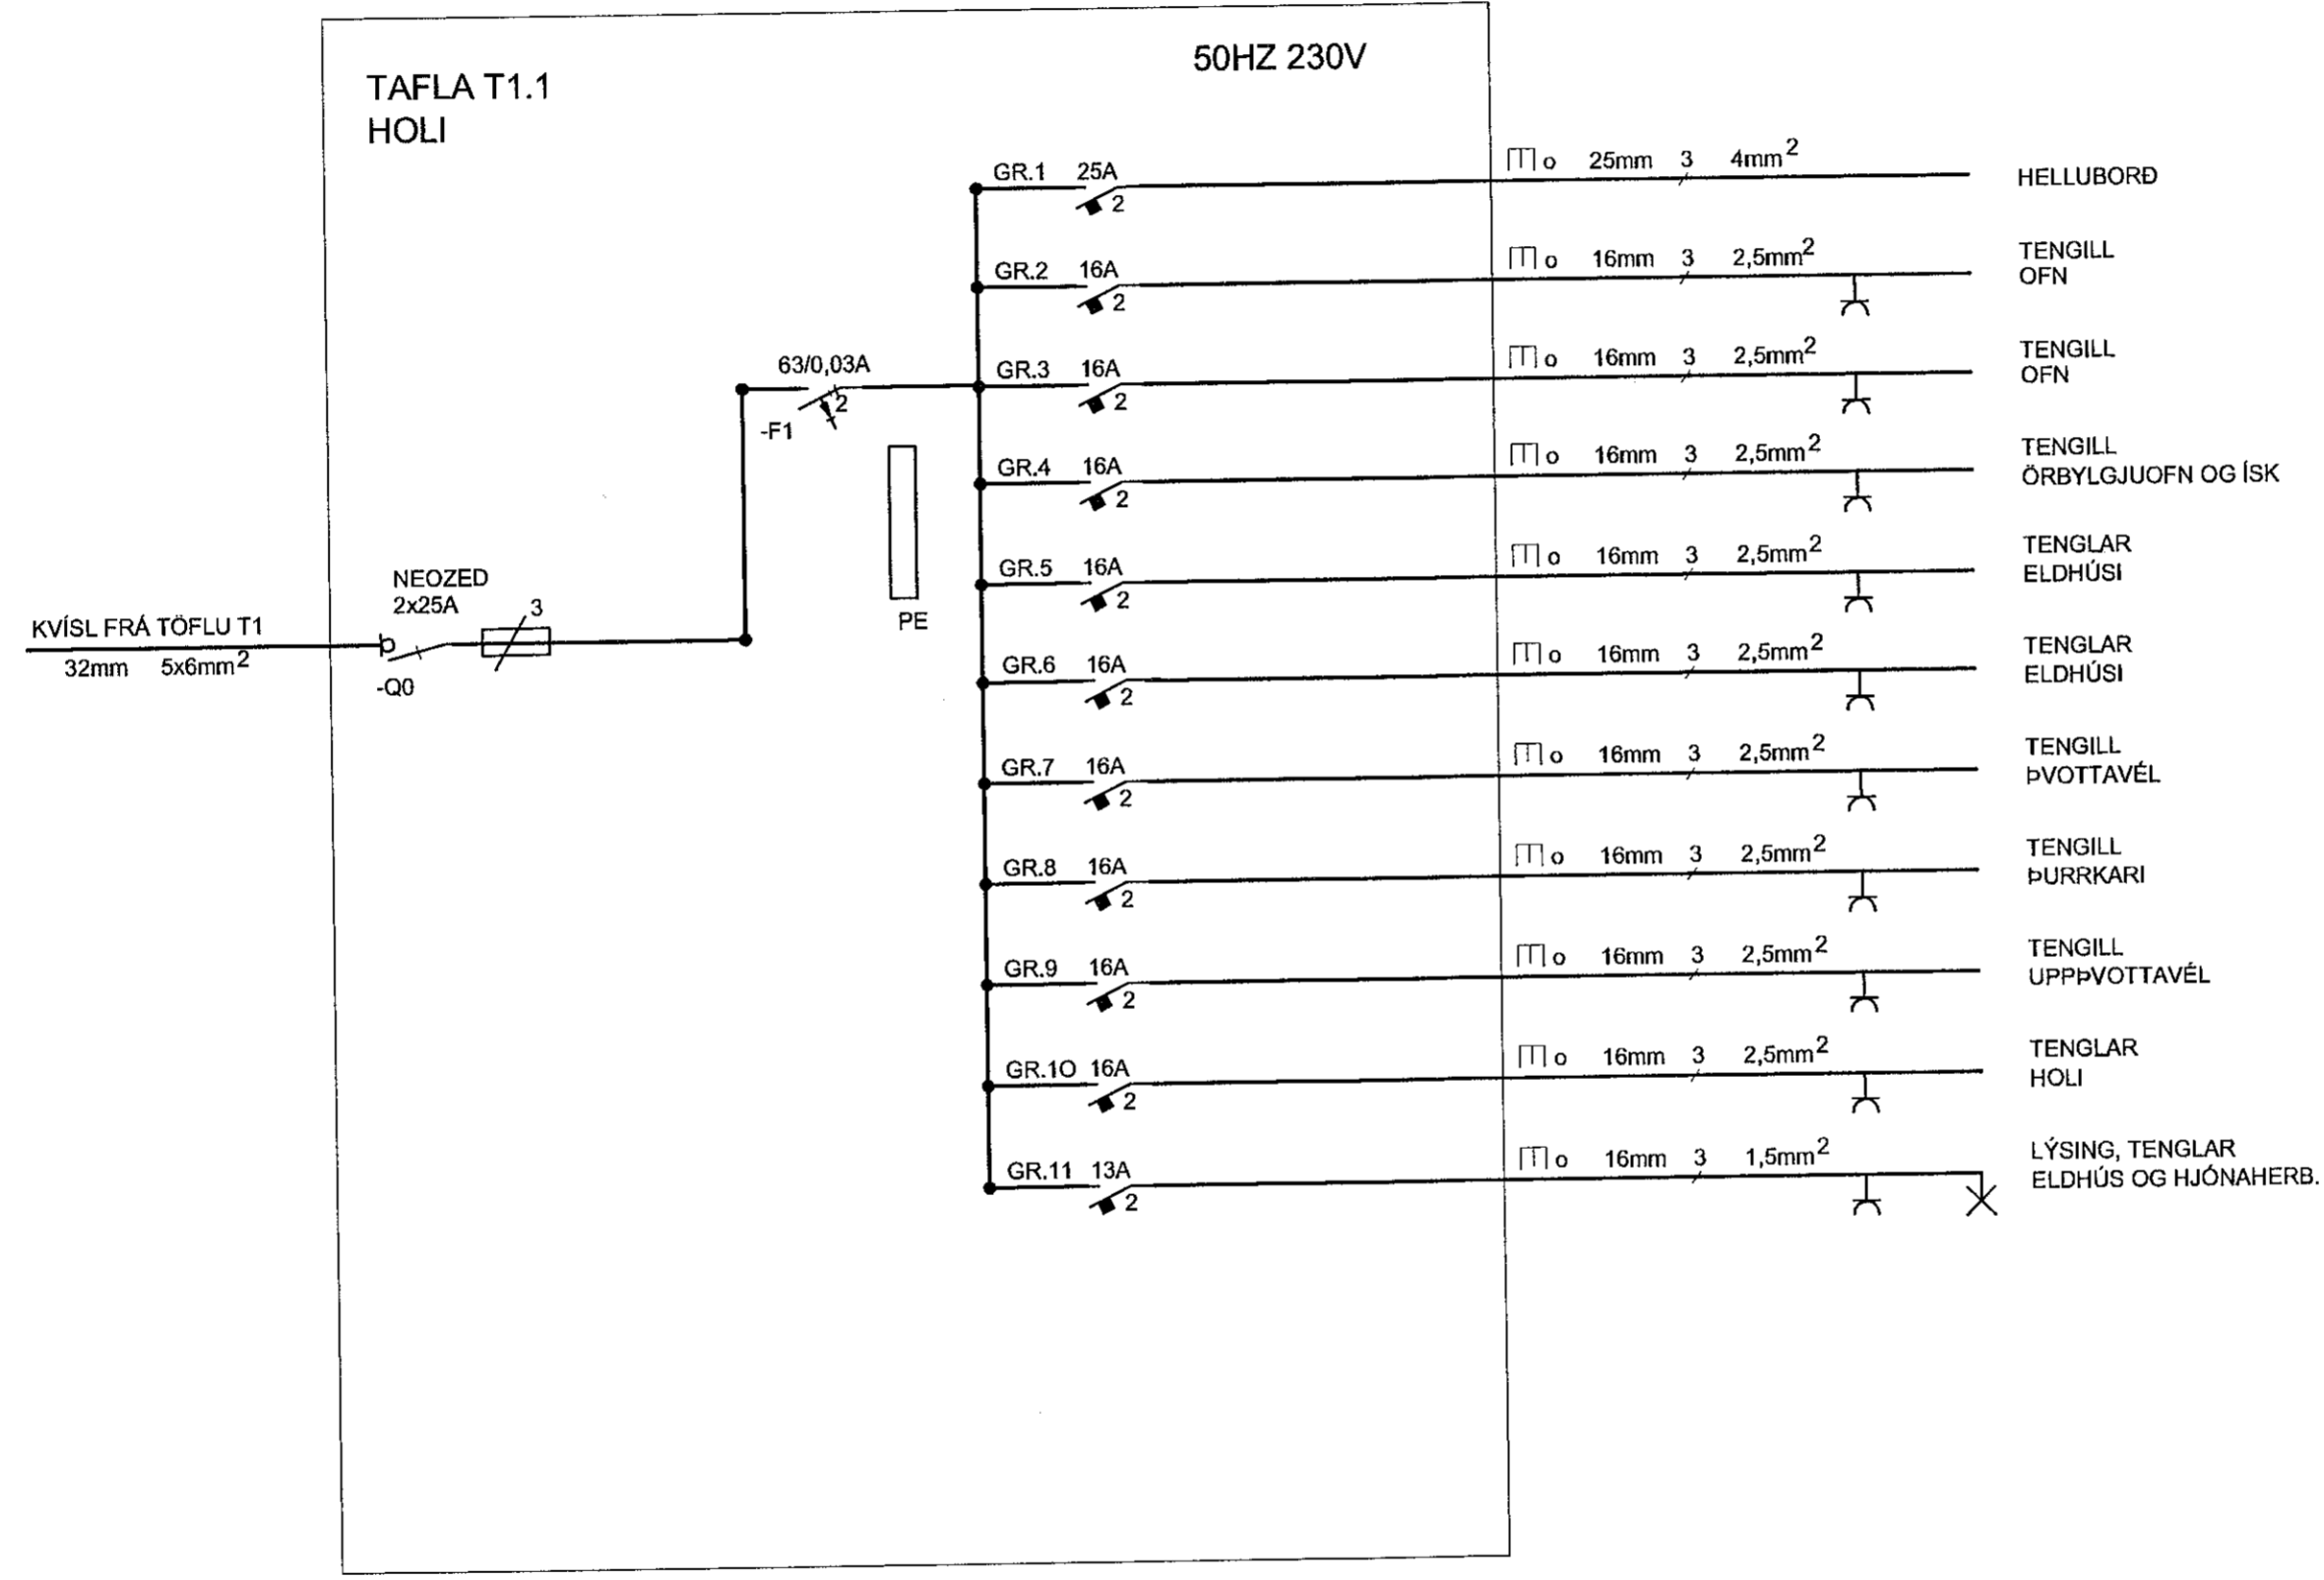 50HZ 230V
TAFLA T1.1
HOLI
GR.1 25A 2 o 25mm 3 4mm² HELLUBORÐ
GR.2 16A 2 o 16mm 3 2,5mm² TENGILL
OFN
63/0,03A 2
-F1
GR.3 16A 2 o 16mm 3 2,5mm² TENGILL
OFN
GR.4 16A 2 o 16mm 3 2,5mm² TENGILL
ÖRBYLGJUOFN OG ÍSK
PE
GR.5 16A 2 o 16mm 3 2,5mm² TENGLAR
ELDHÚSI
NEOZED
2x25A 3
-Q0
KVÍSL FRÁ TÖFLU T1
32mm 5x6mm²
GR.6 16A 2 o 16mm 3 2,5mm² TENGLAR
ELDHÚSI
GR.7 16A 2 o 16mm 3 2,5mm² TENGILL
ÞVOTTAVÉL
GR.8 16A 2 o 16mm 3 2,5mm² TENGILL
ÞURRKARI
GR.9 16A 2 o 16mm 3 2,5mm² TENGILL
UPPÞVOTTAVÉL
GR.1O 16A 2 o 16mm 3 2,5mm² TENGLAR
HOLI
GR.11 13A 2 o 16mm 3 1,5mm² LÝSING, TENGLAR
ELDHÚS OG HJÓNAHERB.